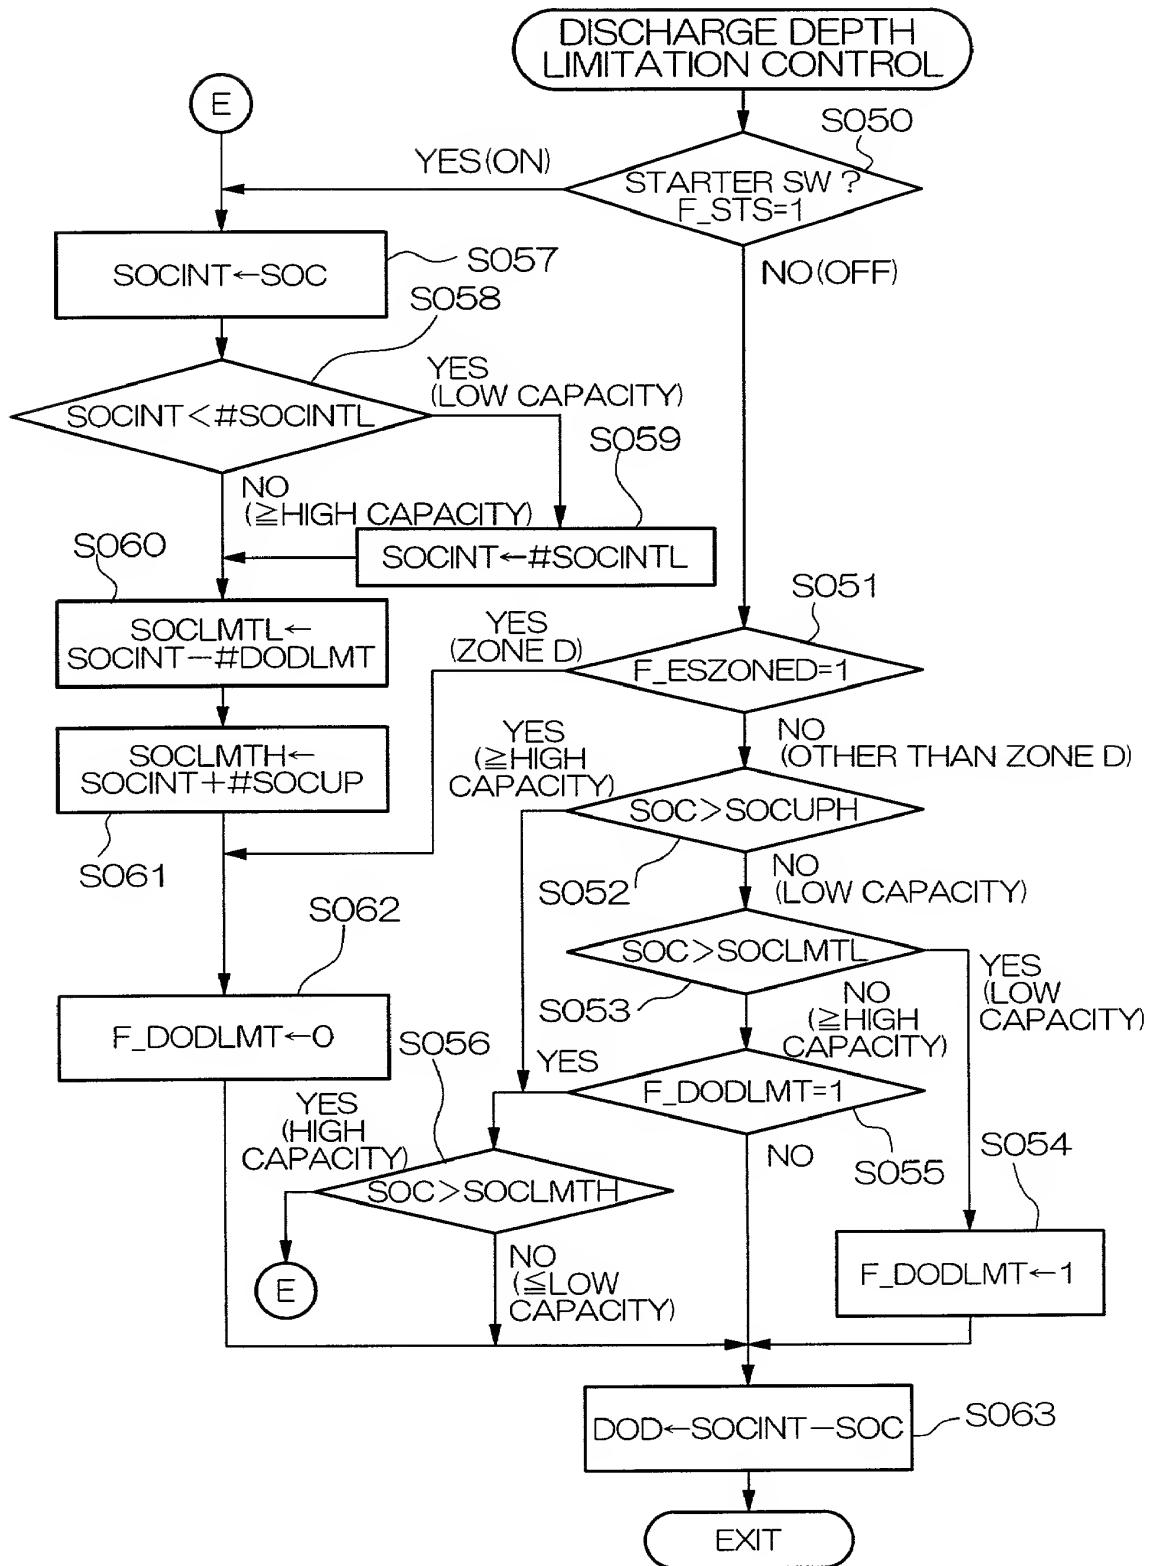 DISCHARGE DEPTH
LIMITATION CONTROL
E
S050
YES(ON)
STARTER SW ?
F_STS=1
NO(OFF)
SOCINT←SOC
S057
S058
SOCINT<#SOCINTL
YES
(LOW CAPACITY)
S059
NO
(≧HIGH CAPACITY)
SOCINT←#SOCINTL
S060
SOCLMTL←
SOCINT−#DODLMT
S051
YES
(ZONE D)
F_ESZONED=1
NO
(OTHER THAN ZONE D)
SOCLMTH←
SOCINT+#SOCUP
S061
YES
(≧HIGH
CAPACITY)
SOC>SOCUPH
S052
NO
(LOW CAPACITY)
SOC>SOCLMTL
S053
YES
(LOW
CAPACITY)
NO
(≧HIGH
CAPACITY)
S062
F_DODLMT←0
S056
YES
F_DODLMT=1
S055
NO
S054
F_DODLMT←1
YES
(HIGH
CAPACITY)
SOC>SOCLMTH
E
NO
(≦LOW
CAPACITY)
DOD←SOCINT−SOC
S063
EXIT